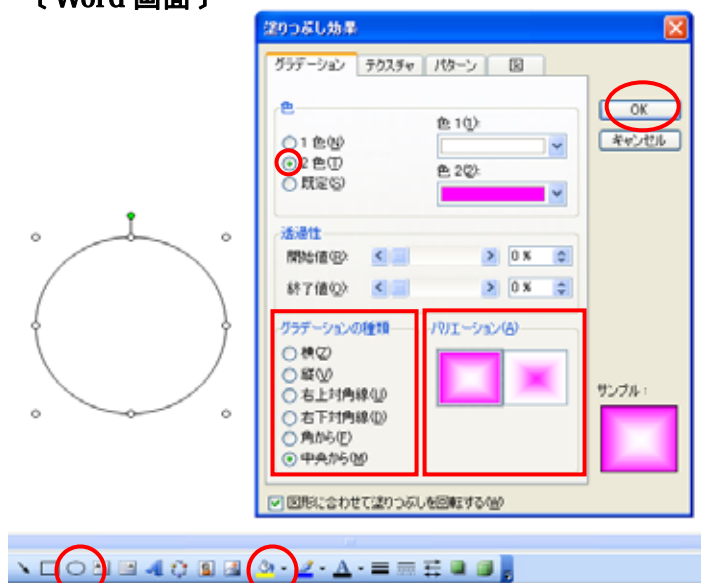 〔 Word 画面 〕
塗りつぶし効果
グラデーション テクスチャ パターン 図
色
1 色(N)
2 色(T)
既定(S)
色 1(1):
色 2(2):
OK
キャンセル
透過性
開始値(R): 0 %
終了値(O): 0 %
グラデーションの種類
横(Z)
縦(V)
右上対角線(U)
右下対角線(D)
角から(F)
中央から(M)
バリエーション(A)
サンプル:
図形に合わせて塗りつぶしを回転する(W)
A